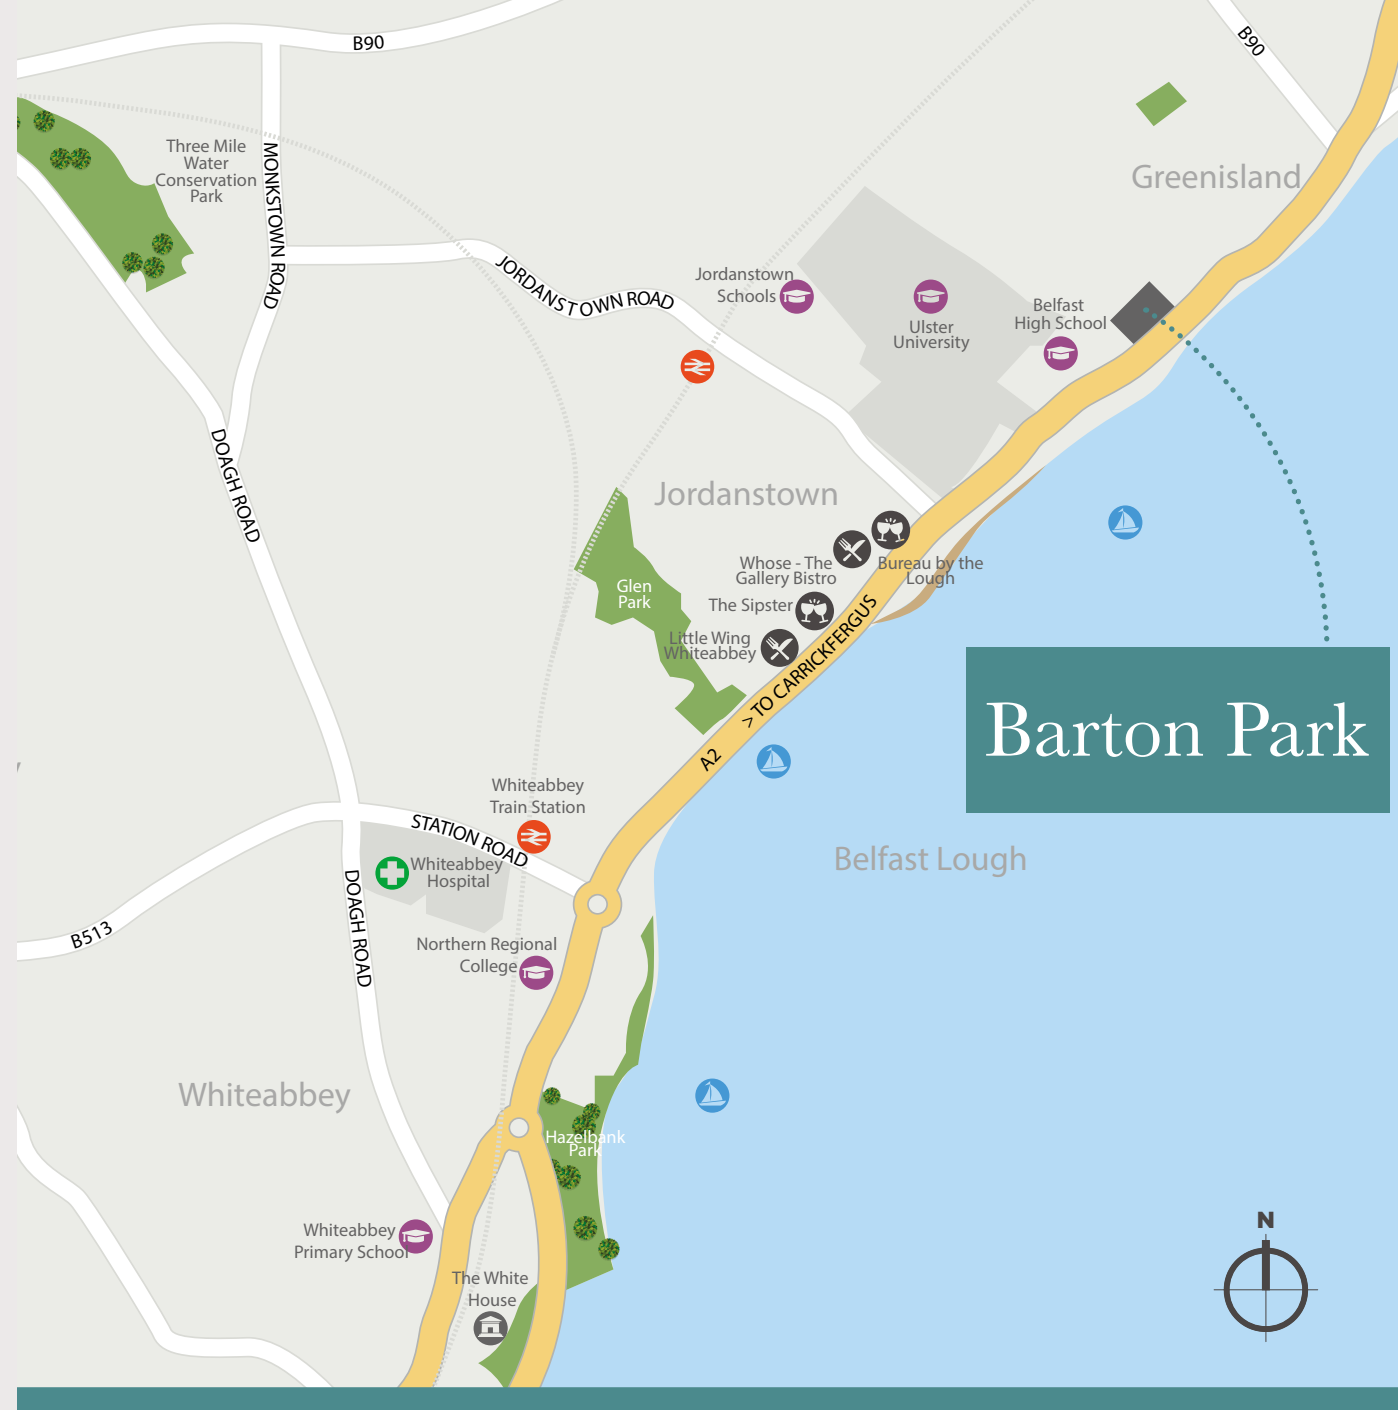 B90
B90
Three Mile
Water
Conservation
Park
MONKSTOWN ROAD
Greenisland
JORDANSTOWN ROAD
Jordanstown
Schools
Ulster
University
Belfast
High School
DOAGH ROAD
Jordanstown
Whose - The
Gallery Bistro
Bureau by the
Lough
Glen
Park
The Sipster
Little Wing
Whiteabbey
> TO CARRICKFERGUS
A2
Barton Park
Whiteabbey
Train Station
STATION ROAD
Whiteabbey
Hospital
Belfast Lough
DOAGH ROAD
B513
Northern Regional
College
Whiteabbey
Hazelbank
Park
Whiteabbey
Primary School
N
The White
House